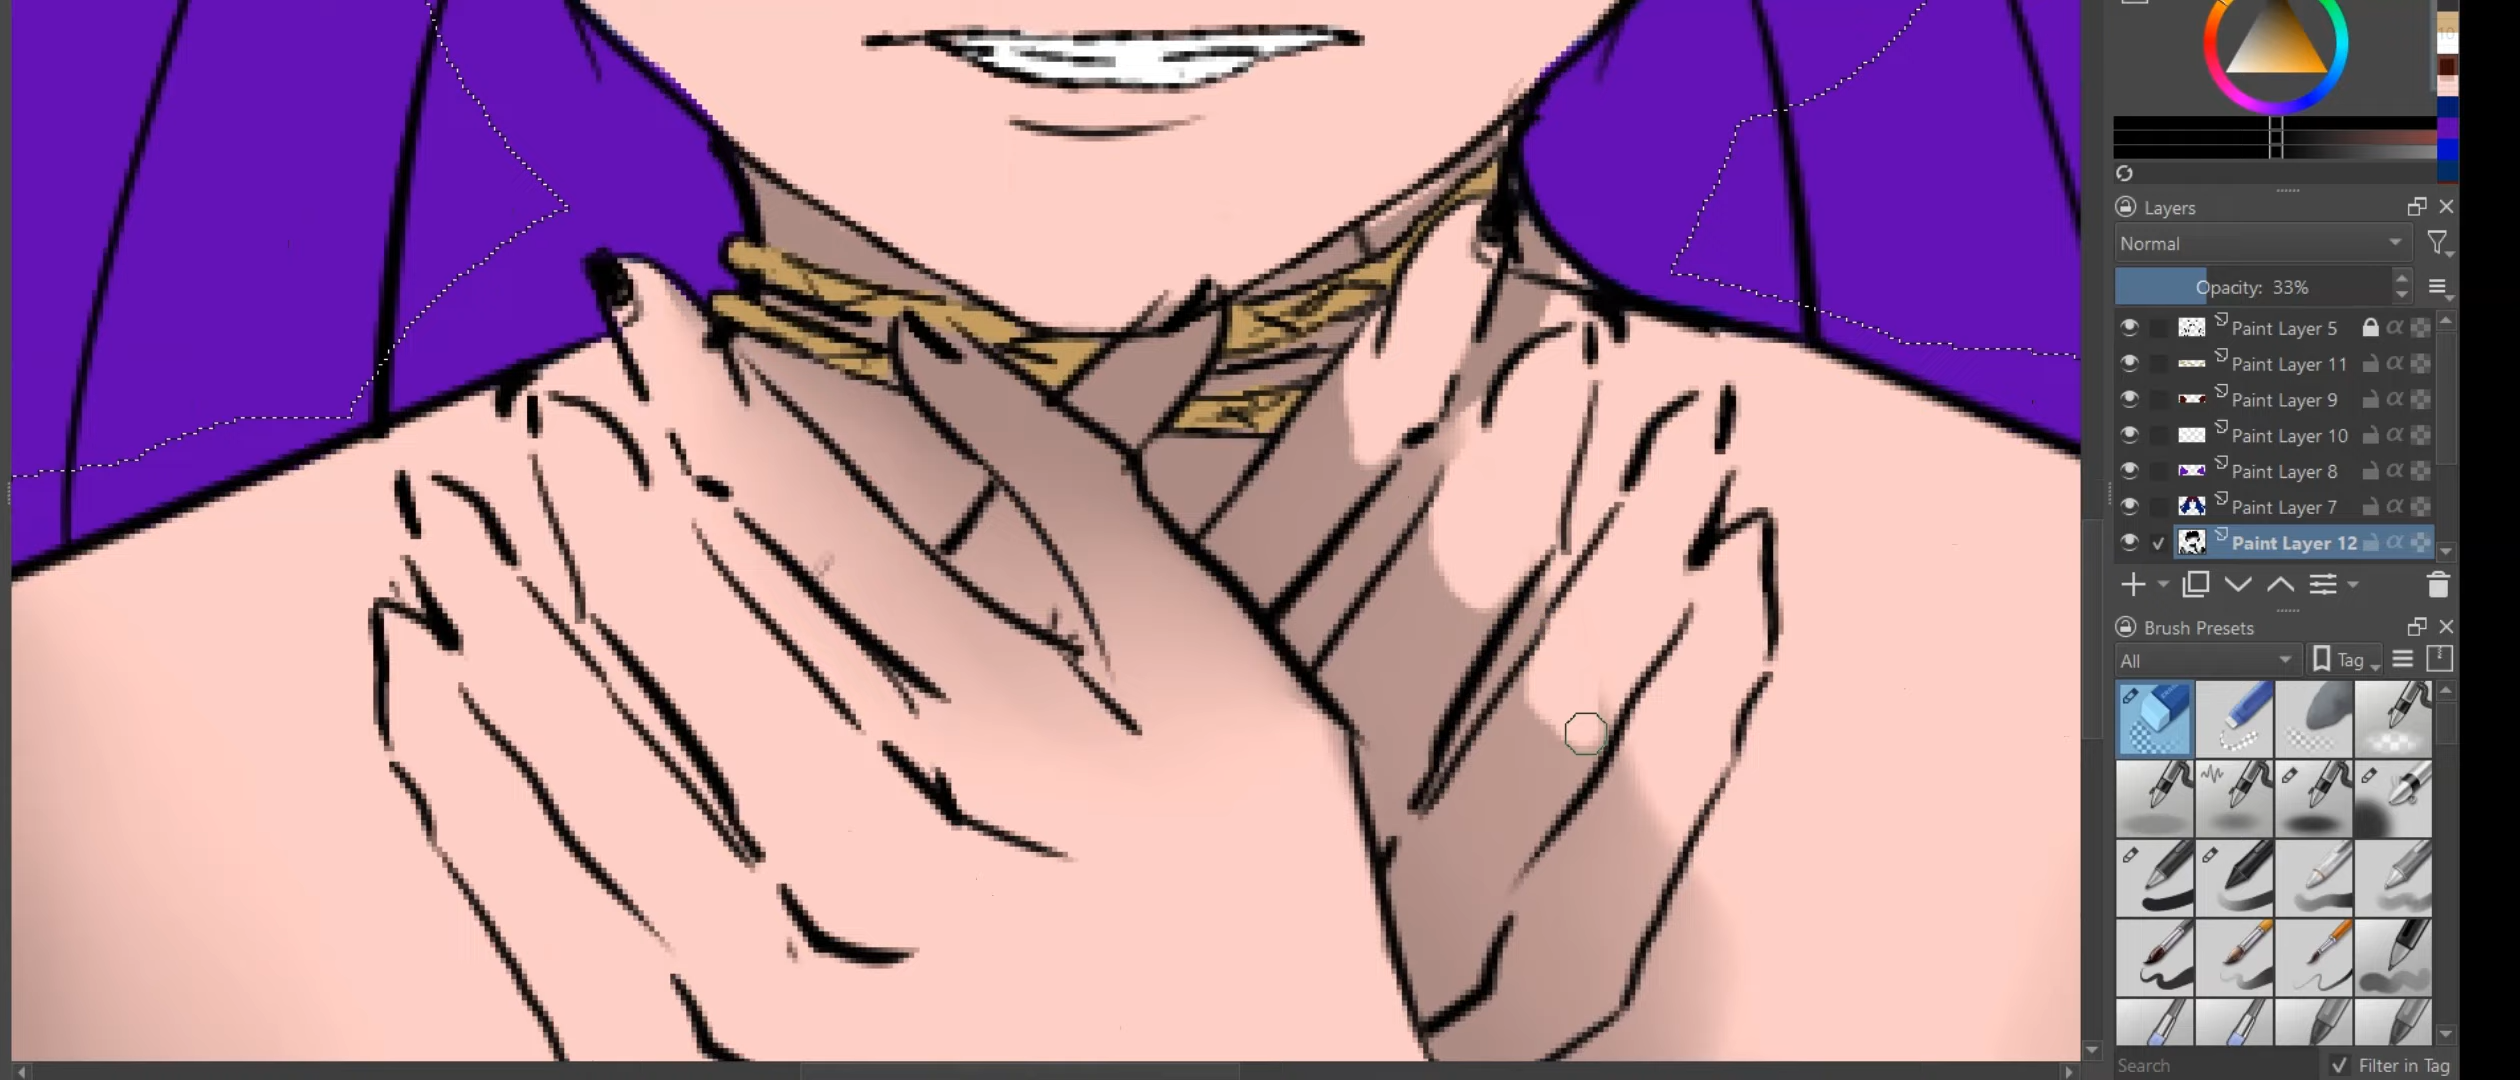 Layers
Normal
Opacity: 33%
Paint Layer 5
Paint Layer 11
Paint Layer 9
Paint Layer 10
Paint Layer 8
Paint Layer 7
Paint Layer 12
Brush Presets
All
Tag
Search
Filter in Tag